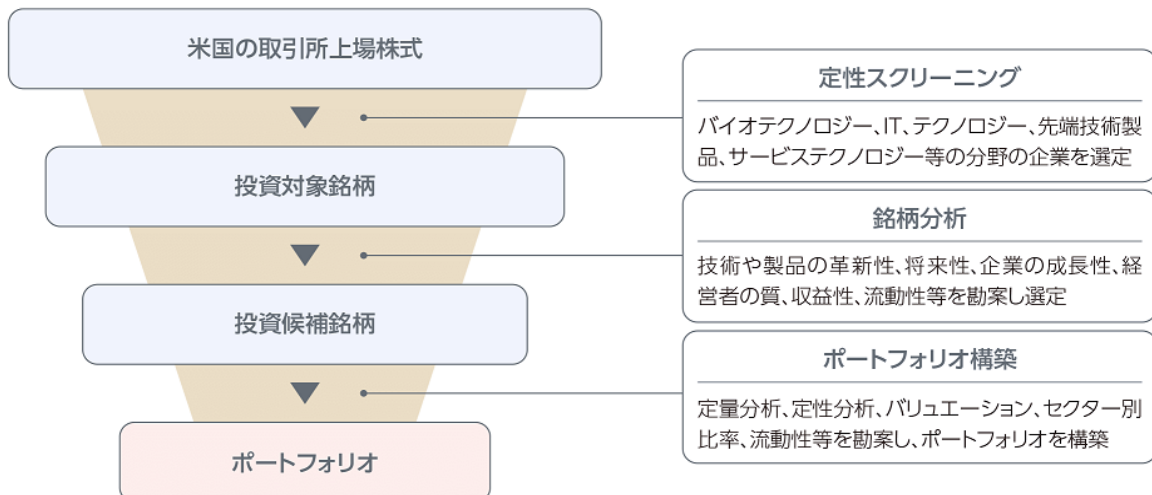 米国の取引所上場株式
定性スクリーニング
バイオテクノロジー、IT、テクノロジー、先端技術製
品、サービステクノロジー等の分野の企業を選定
投資対象銘柄
銘柄分析
技術や製品の革新性、将来性、企業の成長性、経
営者の質、収益性、流動性等を勘案し選定
投資候補銘柄
ポートフォリオ構築
定量分析、定性分析、バリュエーション、セクター別
比率、流動性等を勘案し、ポートフォリオを構築
ポートフォリオ